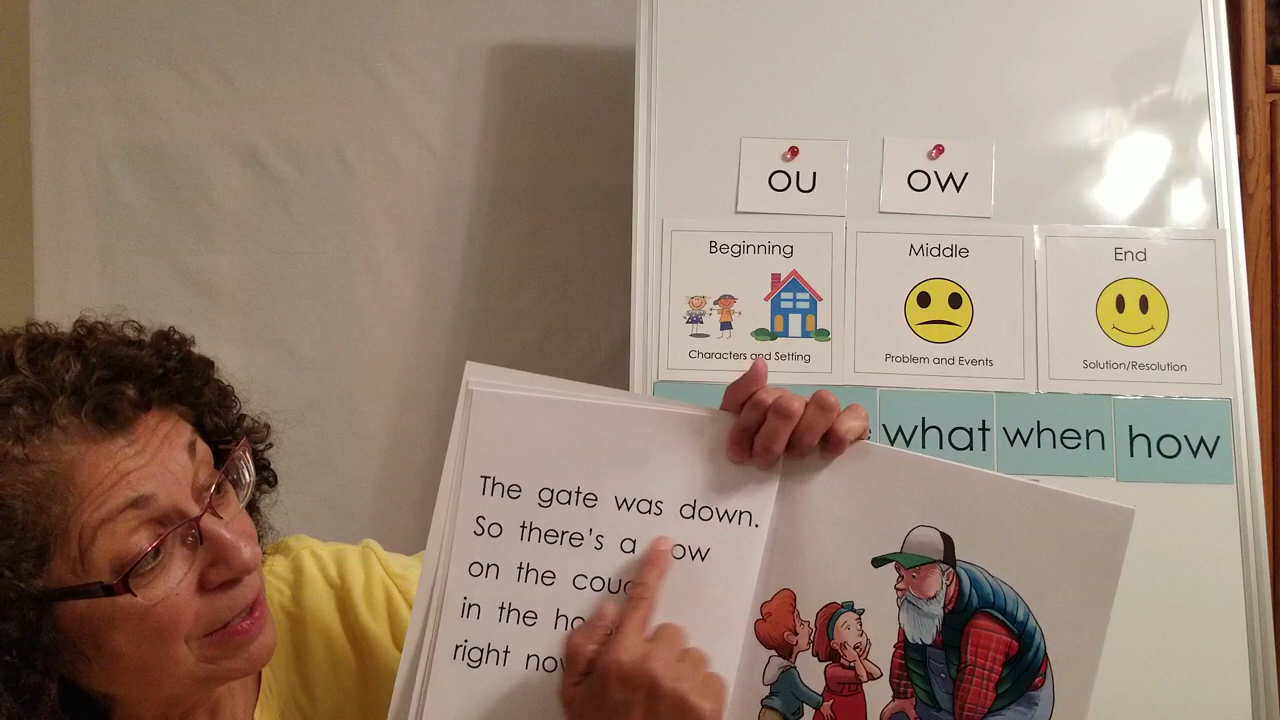 ou
ow
Beginning
Middle
End
Characters and Setting
Problem and Events
Solution/Resolution
what
when
how
The gate was down.
So there's a
on the
in the
right